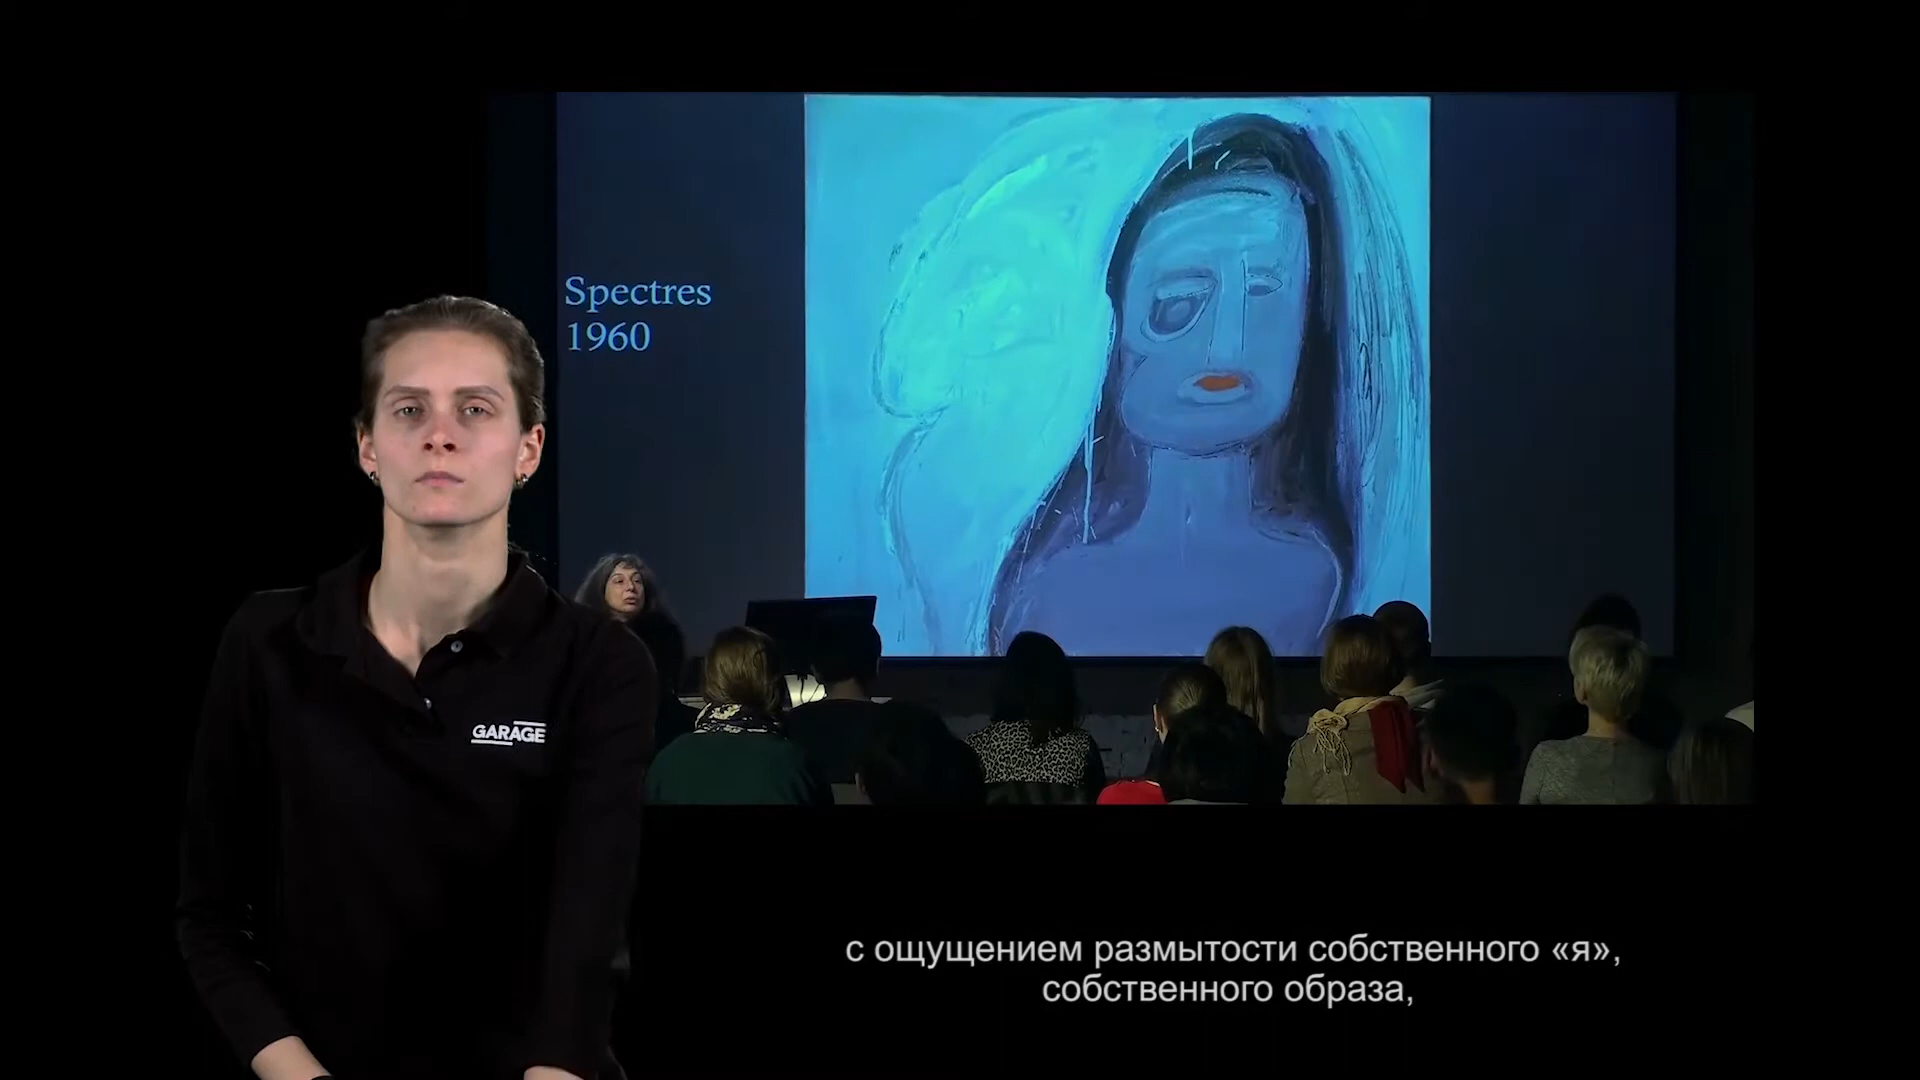 Spectres
1960
GARAGE
с ощущением размытости собственного «я»,
собственного образа,